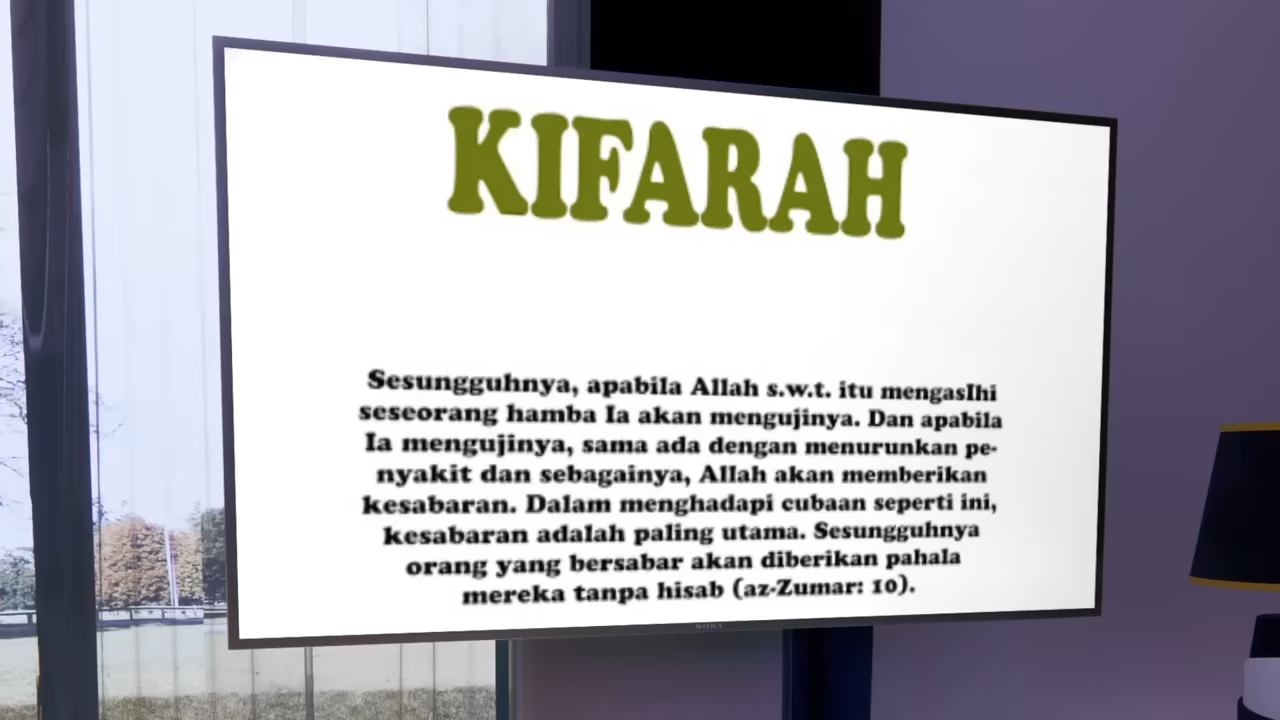 KIFARAH
Sesungguhnya, apabila Allah s.w.t. itu mengasIhi
seseorang hamba Ia akan mengujinya. Dan apabila
Ia mengujinya, sama ada dengan menurunkan pe-
nyakit dan sebagainya, Allah akan memberikan
kesabaran. Dalam menghadapi cubaan seperti ini,
kesabaran adalah paling utama. Sesungguhnya
orang yang bersabar akan diberikan pahala
mereka tanpa hisab (az-Zumar: 10).
SONY